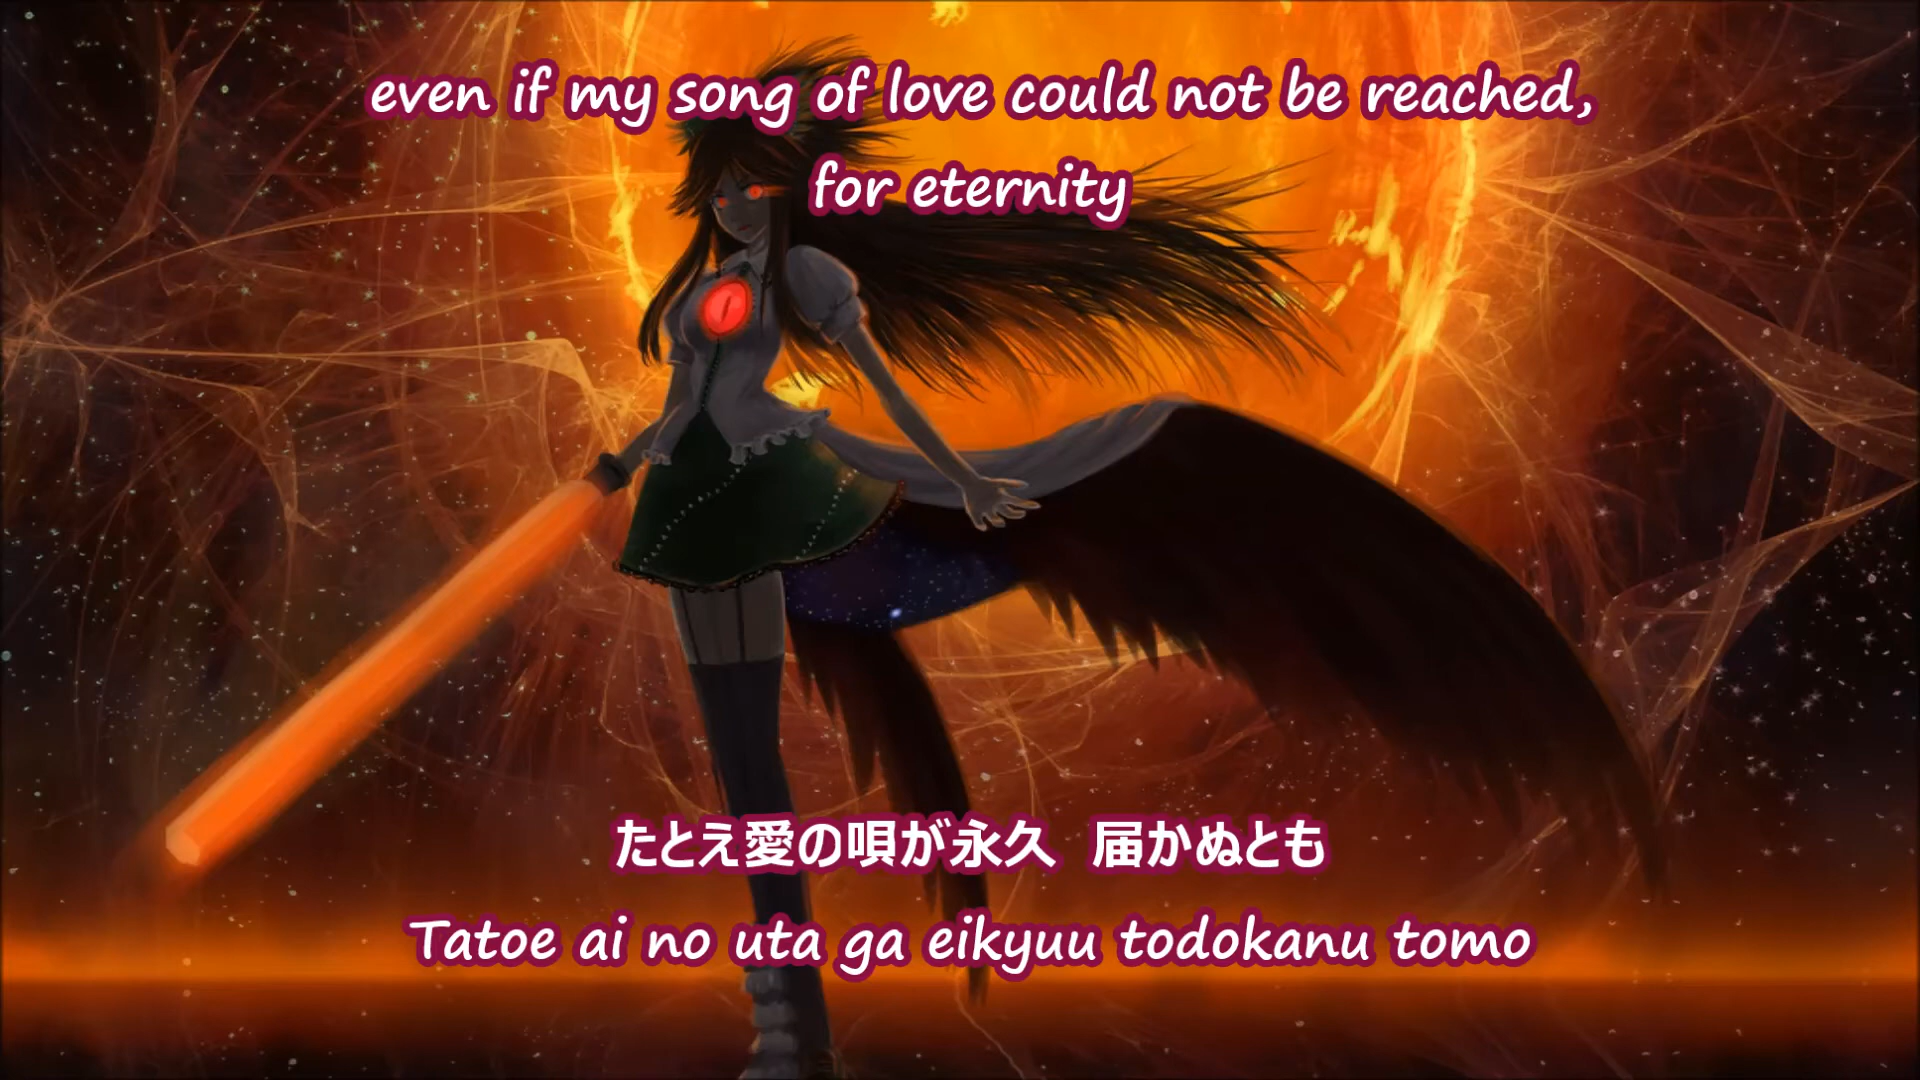 even if my song of love could not be reached,
for eternity
たとえ愛の唄が永久　届かぬとも
Tatoe ai no uta ga eikyuu todokanu tomo